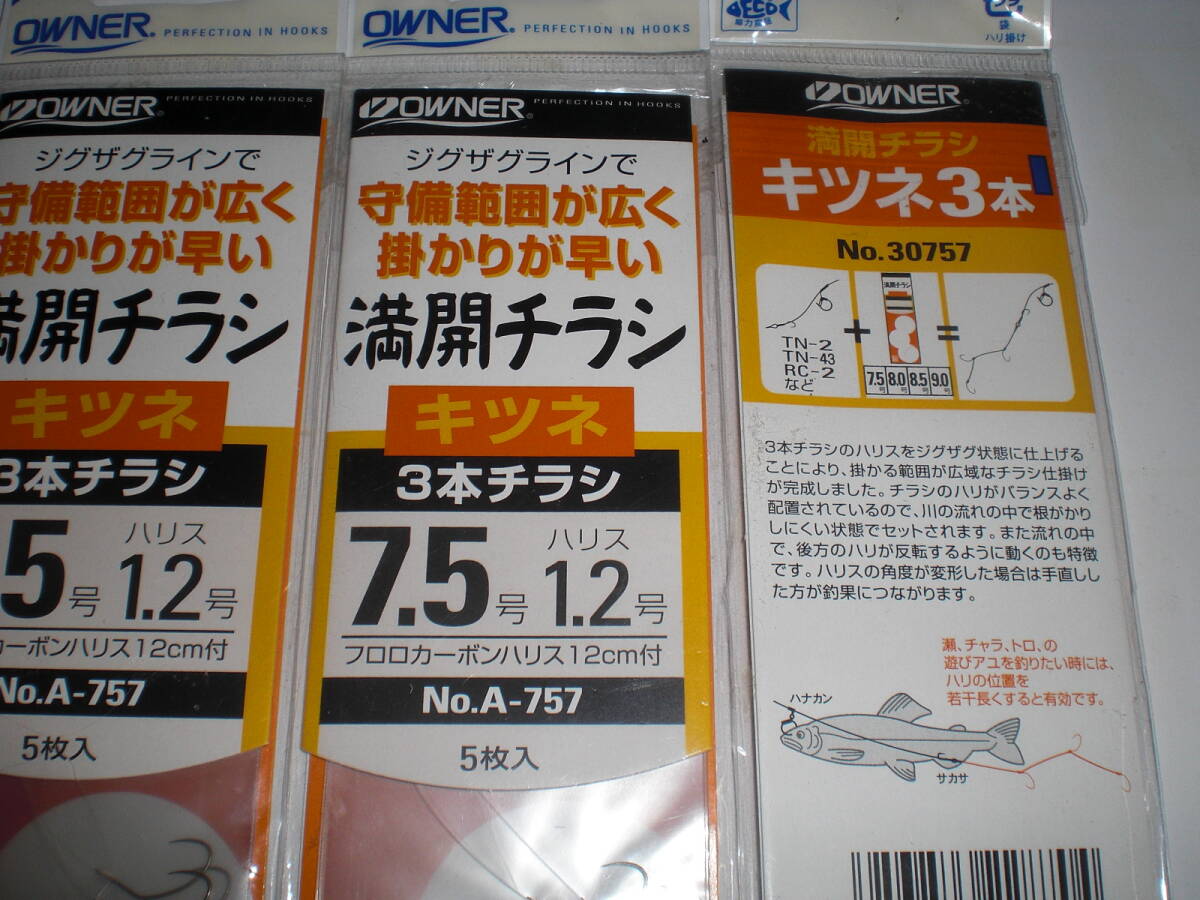 OWNER. PERFECTION IN HOOKS
OWNER PERFECTION IN HOOKS
ジグザグラインで
守備範囲が広く
掛かりが早い
満開チラシ
キツネ
3本チラシ
5号 ハリス 1.2号
カーボンハリス12cm付
No.A-757
5枚入
OWNER. PERFECTION IN HOOKS
OWNER PERFECTION IN HOOKS
ジグザグラインで
守備範囲が広く
掛かりが早い
満開チラシ
キツネ
3本チラシ
7.5号 ハリス 1.2号
フロロカーボンハリス12cm付
No.A-757
5枚入
袋
ハリ掛け
OWNER
満開チラシ
キツネ3本
No.30757
満開チラシ
TN-2
TN-43
RC-2
など
+
=
7.5号 8.0号 8.5号 9.0号
3本チラシのハリスをジグザグ状態に仕上げる
ことにより、掛かる範囲が広域なチラシ仕掛け
が完成しました。チラシのハリがバランスよく
配置されているので、川の流れの中で根がかり
しにくい状態でセットされます。また流れの中
で、後方のハリが反転するように動くのも特徴
です。ハリスの角度が変形した場合は手直しし
た方が釣果につながります。
瀬、チャラ、トロ、の
遊びアユを釣りたい時には、
ハリの位置を
若干長くすると有効です。
ハナカン
サカサ